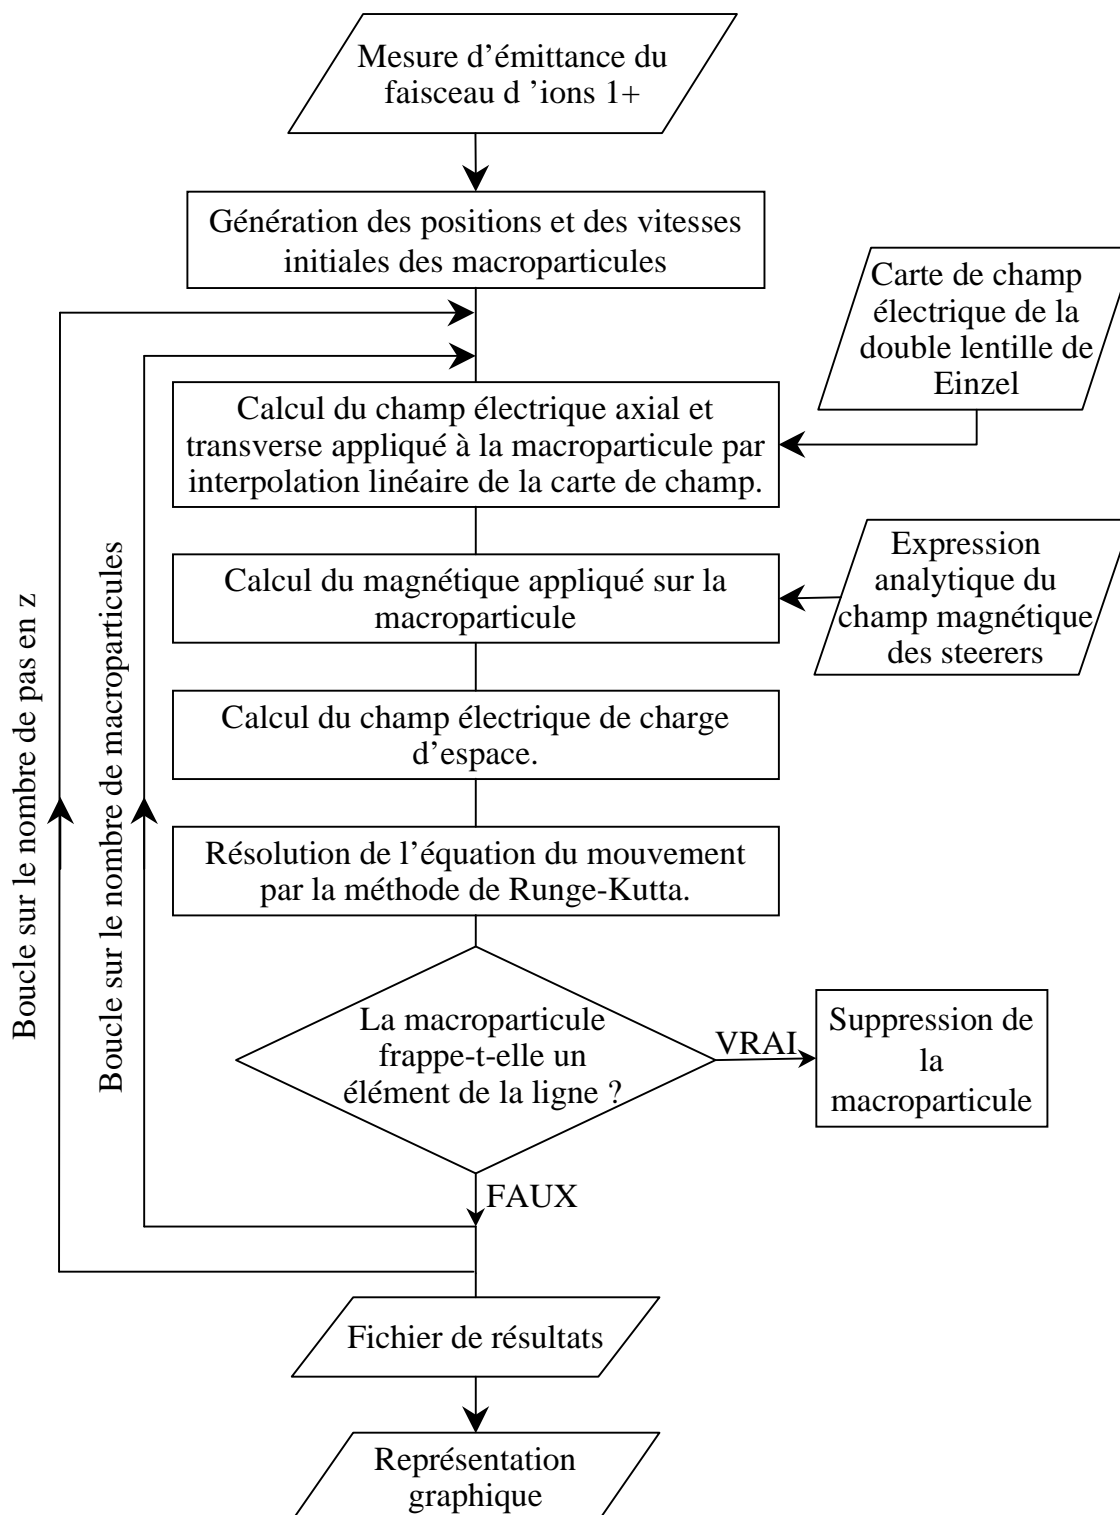 Mesure d’émittance du
faisceau d ’ions 1+
Génération des positions et des vitesses
initiales des macroparticules
Carte de champ
électrique de la
double lentille de
Einzel
Calcul du champ électrique axial et
transverse appliqué à la macroparticule par
interpolation linéaire de la carte de champ.
Expression
analytique du
champ magnétique
des steerers
Calcul du magnétique appliqué sur la
macroparticule
Calcul du champ électrique de charge
d’espace.
Résolution de l’équation du mouvement
par la méthode de Runge-Kutta.
Boucle sur le nombre de pas en z
Boucle sur le nombre de macroparticules
La macroparticule
frappe-t-elle un
élément de la ligne ?
VRAI
Suppression de
la
macroparticule
FAUX
Fichier de résultats
Représentation
graphique